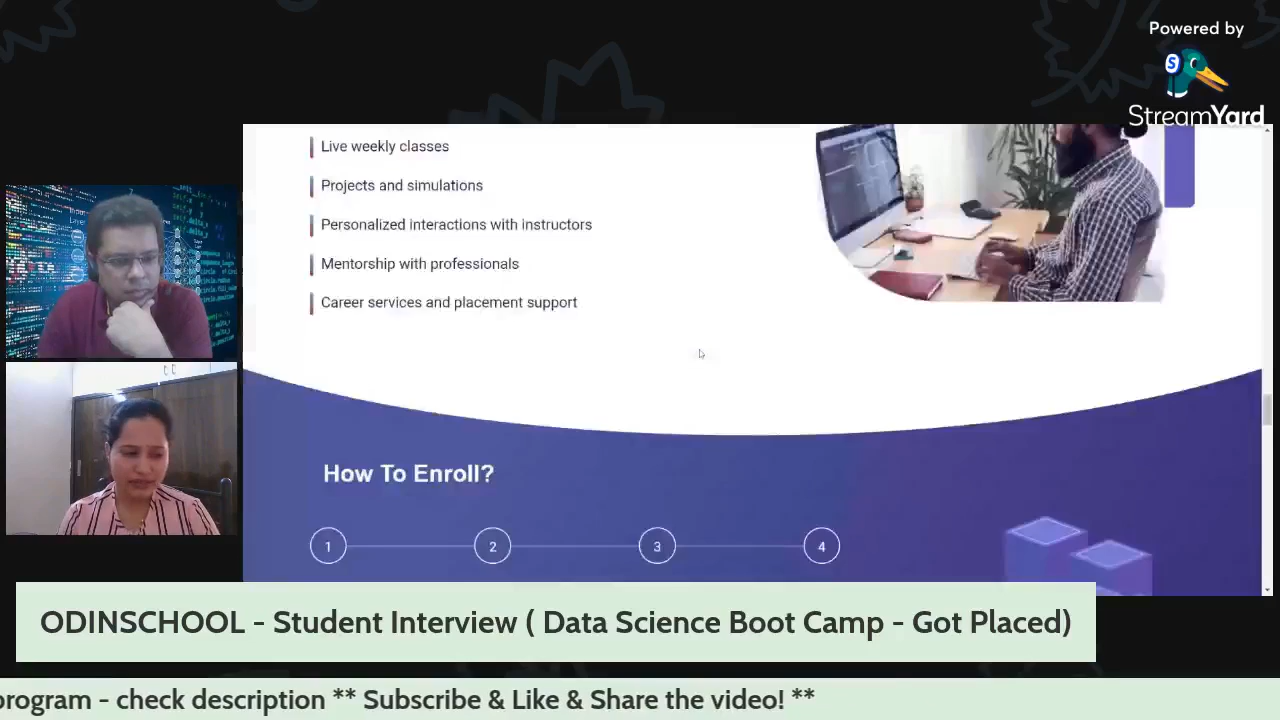 Powered by
StreamYard
Live weekly classes
Projects and simulations
Personalized interactions with instructors
Mentorship with professionals
Career services and placement support
How To Enroll?
1
2
3
4
ODINSCHOOL - Student Interview ( Data Science Boot Camp - Got Placed)
program - check description ** Subscribe & Like & Share the video! **